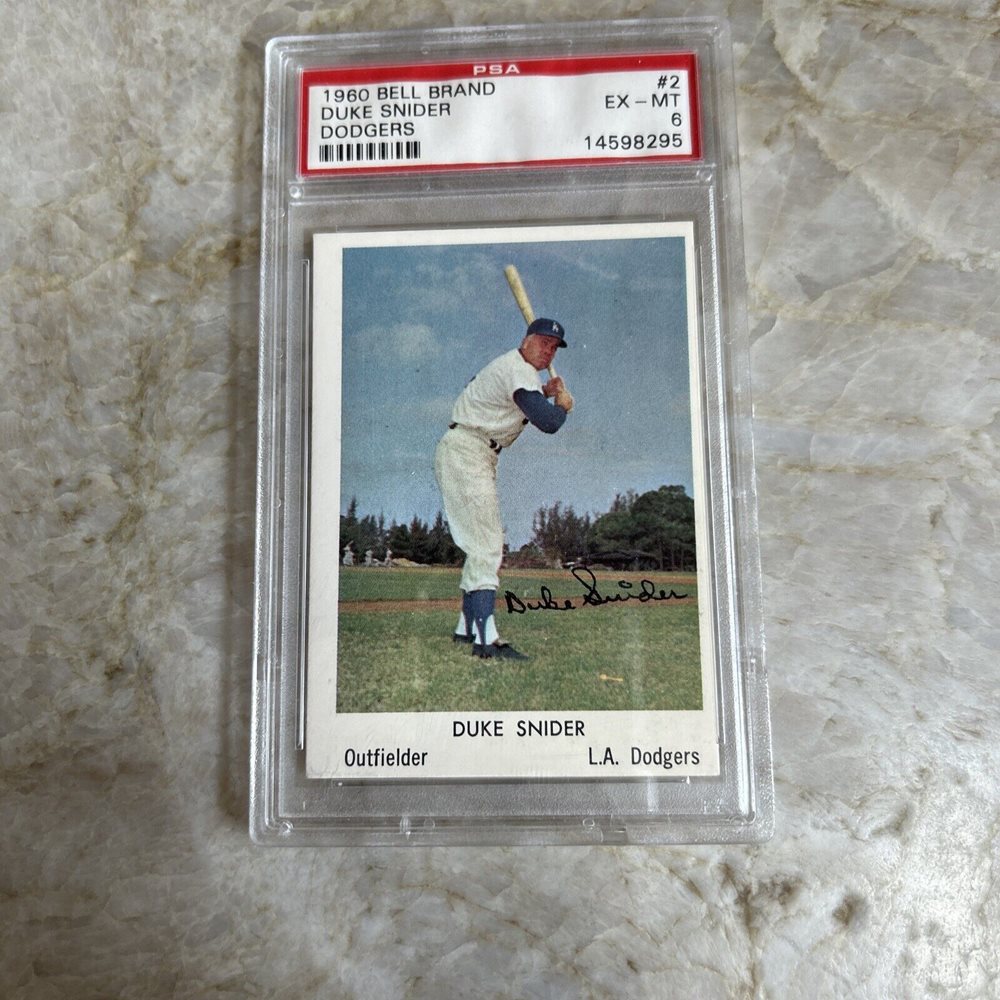 PSA
1960 BELL BRAND #2
DUKE SNIDER EX - MT
DODGERS 6
14598295
Duke Snider
DUKE SNIDER
Outfielder L.A. Dodgers